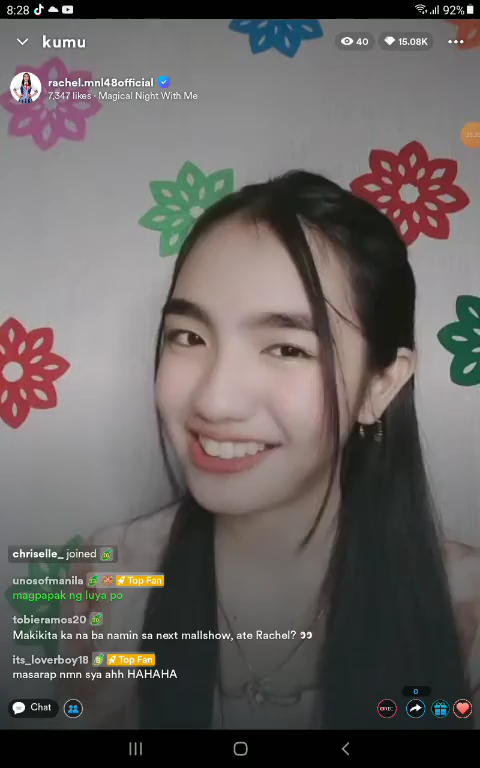 8:28
92%
kumu
40
15.08K
rachel.mnl48official
7,347 likes · Magical Night With Me
chriselle_ joined
unosofmanila Top Fan
magpapak ng luya po
tobieramos20
Makikita ka na ba namin sa next mallshow, ate Rachel? 👀
its_loverboy18 Top Fan
masarap nmn sya ahh HAHAHA
0
Chat